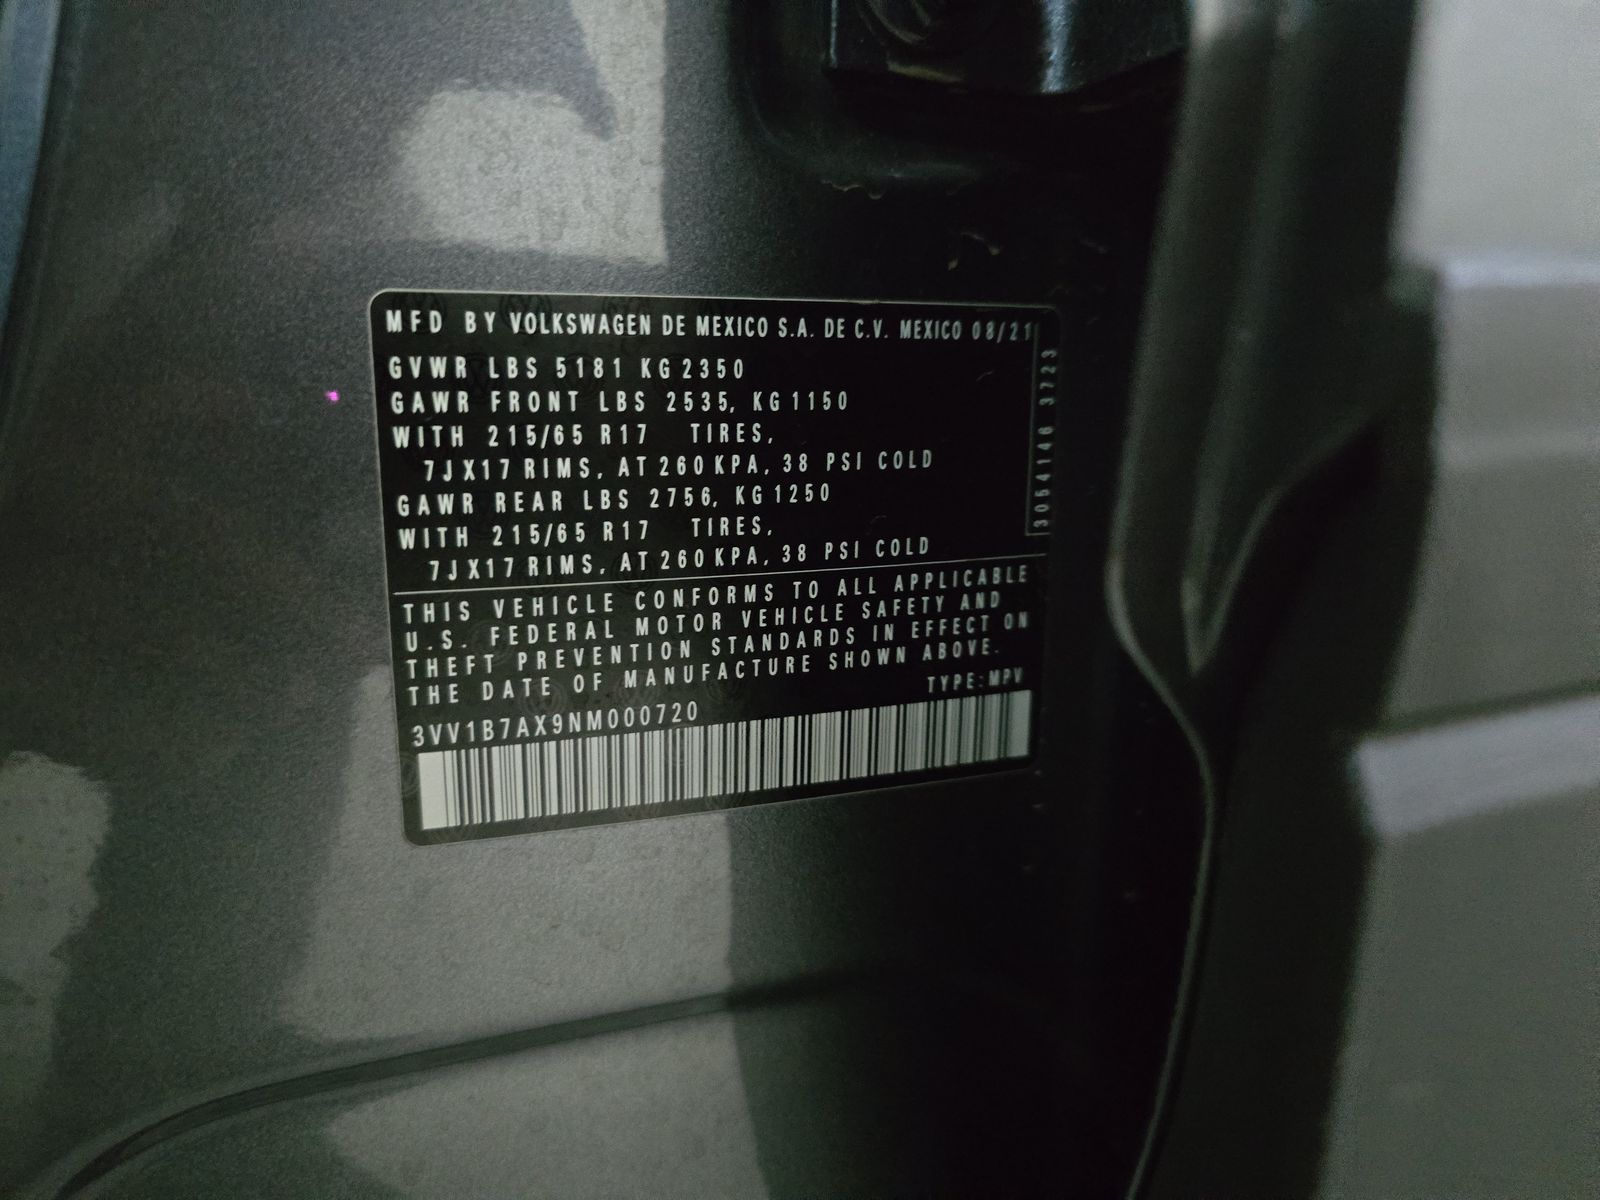 MFD BY VOLKSWAGEN DE MEXICO S.A. DE C.V. MEXICO 08/21
GVWR LBS 5181 KG 2350
GAWR FRONT LBS 2535, KG 1150
WITH 215/65 R17 TIRES,
7JX17 RIMS, AT 260 KPA, 38 PSI COLD
GAWR REAR LBS 2756, KG 1250
WITH 215/65 R17 TIRES,
7JX17 RIMS, AT 260 KPA, 38 PSI COLD
3054146 3723
THIS VEHICLE CONFORMS TO ALL APPLICABLE
U.S. FEDERAL MOTOR VEHICLE SAFETY AND
THEFT PREVENTION STANDARDS IN EFFECT ON
THE DATE OF MANUFACTURE SHOWN ABOVE.
TYPE: MPV
3VV1B7AX9NM000720